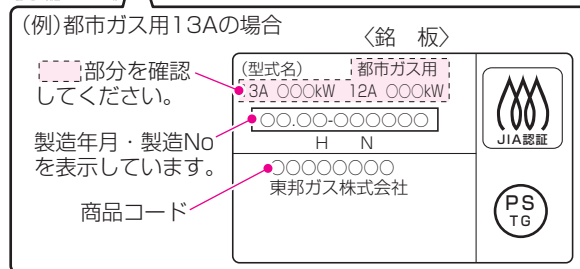 (例)都市ガス用13Aの場合
〈銘 板〉
部分を確認
してください。
(型式名) 都市ガス用
13A ○○○kW 12A ○○○kW
○○.○○-○○○○○○
H N
製造年月・製造No
を表示しています。
○○○○○○○○
東邦ガス株式会社
商品コード
JIA認証
PS
TG